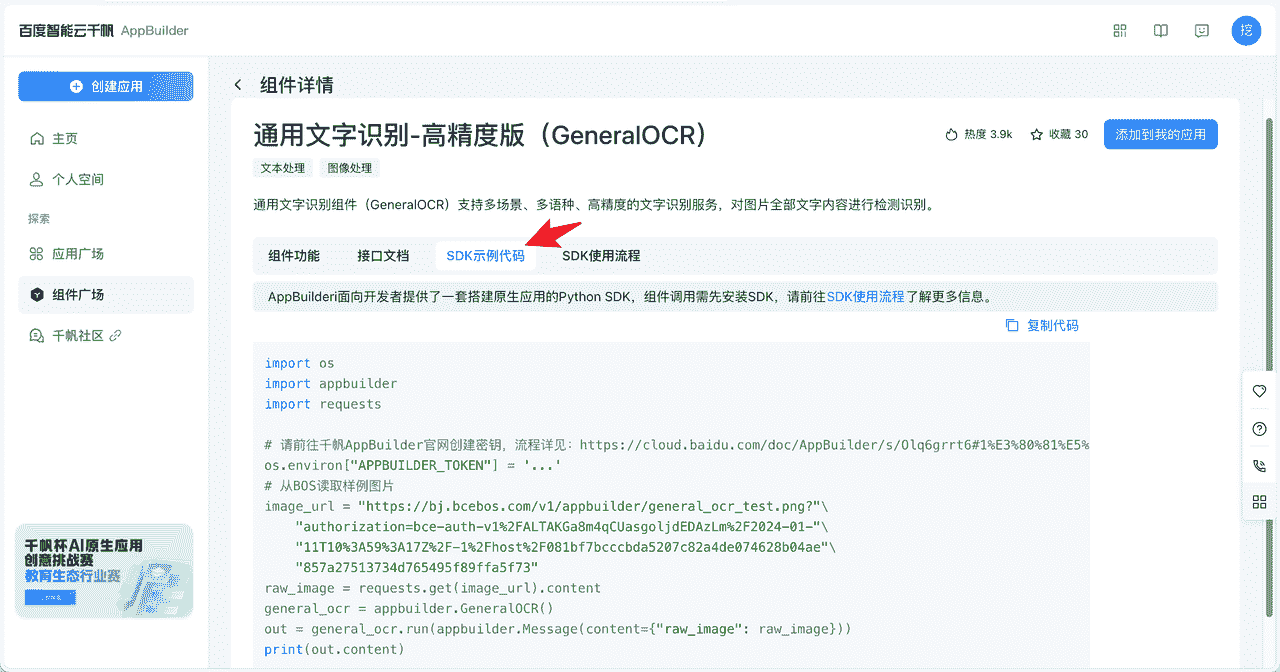 百度智能云千帆 AppBuilder
挖
创建应用
主页
个人空间
探索
应用广场
组件广场
千帆社区
千帆杯AI原生应用
创意挑战赛
教育生态行业赛
组件详情
通用文字识别-高精度版（GeneralOCR）
热度 3.9k
收藏 30
添加到我的应用
文本处理
图像处理
通用文字识别组件（GeneralOCR）支持多场景、多语种、高精度的文字识别服务，对图片全部文字内容进行检测识别。
组件功能
接口文档
SDK示例代码
SDK使用流程
AppBuilderi面向开发者提供了一套搭建原生应用的Python SDK，组件调用需先安装SDK，请前往SDK使用流程了解更多信息。
复制代码
import os
import appbuilder
import requests
# 请前往千帆AppBuilder官网创建密钥，流程详见：https://cloud.baidu.com/doc/AppBuilder/s/Olq6grrt6#1%E3%80%81%E5%
os.environ["APPBUILDER_TOKEN"] = '...'
# 从BOS读取样例图片
image_url = "https://bj.bcebos.com/v1/appbuilder/general_ocr_test.png?"\
"authorization=bce-auth-v1%2FALTAKGa8m4qCUasgoljdEDAzLm%2F2024-01-"\
"11T10%3A59%3A17Z%2F-1%2Fhost%2F081bf7bcccbda5207c82a4de074628b04ae"\
"857a27513734d765495f89ffa5f73"
raw_image = requests.get(image_url).content
general_ocr = appbuilder.GeneralOCR()
out = general_ocr.run(appbuilder.Message(content={"raw_image": raw_image}))
print(out.content)